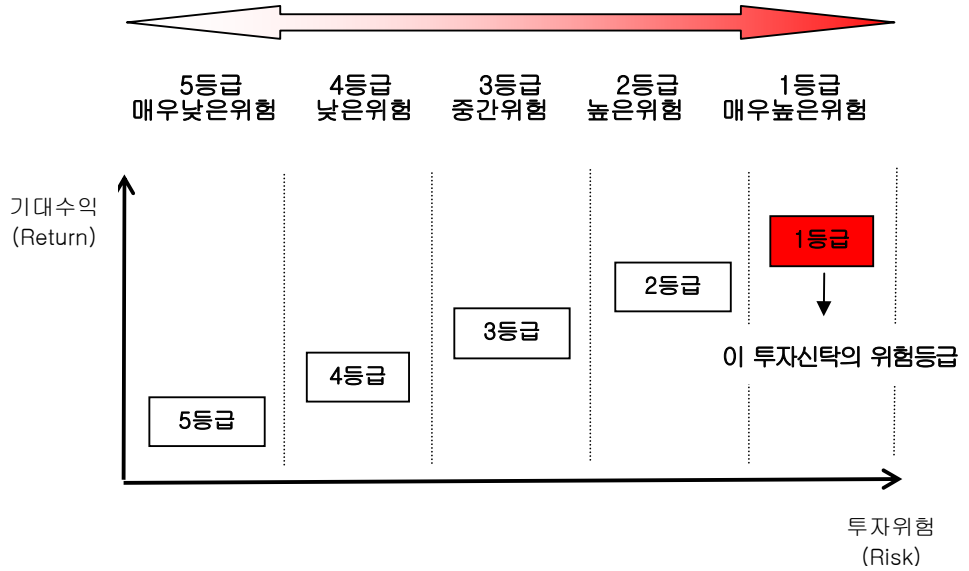 5등급
매우낮은위험
4등급
낮은위험
3등급
중간위험
2등급
높은위험
1등급
매우높은위험
기대수익
(Return)
1등급
2등급
3등급
이 투자신탁의 위험등급
4등급
5등급
투자위험
(Risk)